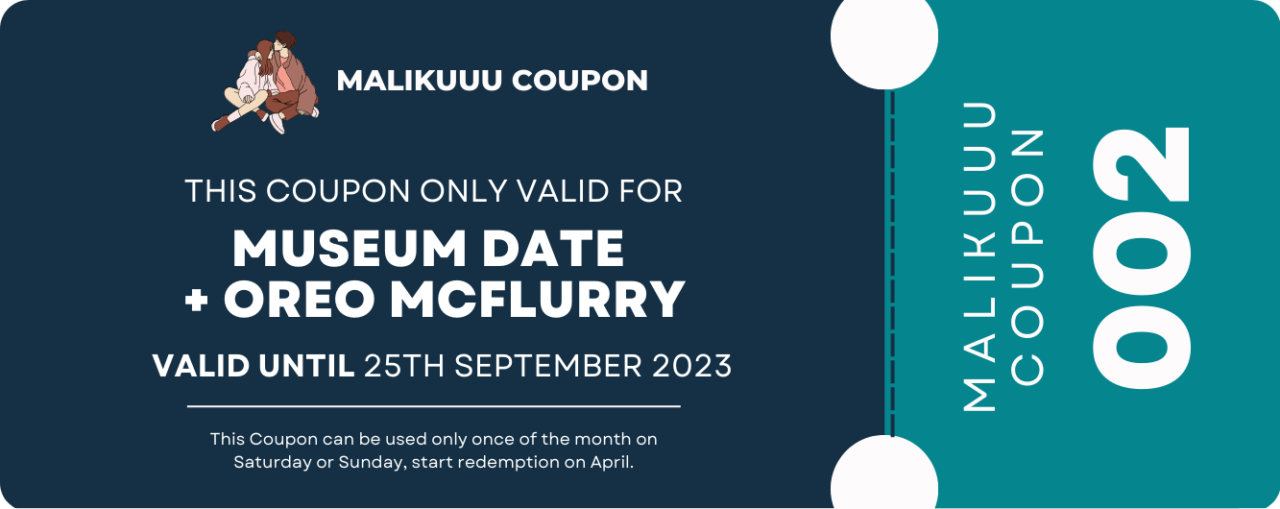 MALIKUUU COUPON
THIS COUPON ONLY VALID FOR
MUSEUM DATE
+ OREO MCFLURRY
VALID UNTIL 25TH SEPTEMBER 2023
This Coupon can be used only once of the month on
Saturday or Sunday, start redemption on April.
MALIKUUU
COUPON
002